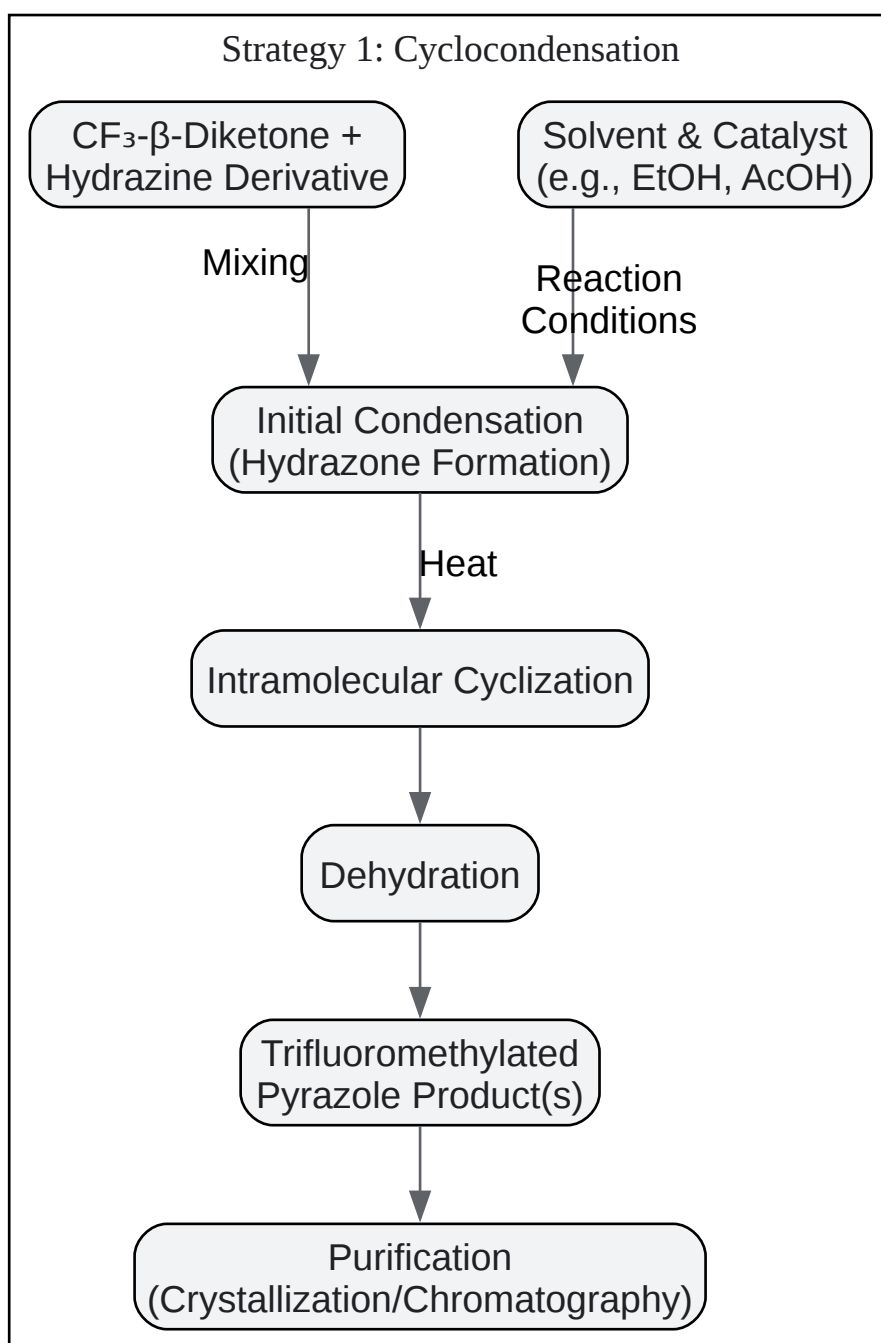 Strategy 1: Cyclocondensation
CF₃-β-Diketone +
Hydrazine Derivative
Solvent & Catalyst
(e.g., EtOH, AcOH)
Mixing
Reaction
Conditions
Initial Condensation
(Hydrazone Formation)
Heat
Intramolecular Cyclization
Dehydration
Trifluoromethylated
Pyrazole Product(s)
Purification
(Crystallization/Chromatography)